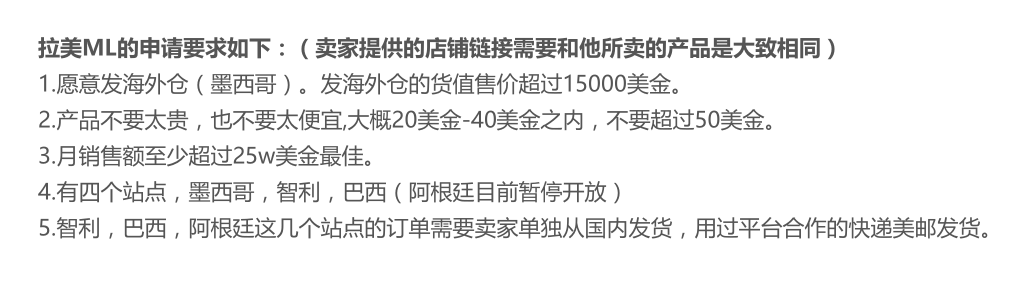 拉美ML的申请要求如下：（卖家提供的店铺链接需要和他所卖的产品是大致相同）
1.愿意发海外仓（墨西哥）。发海外仓的货值售价超过15000美金。
2.产品不要太贵，也不要太便宜,大概20美金-40美金之内，不要超过50美金。
3.月销售额至少超过25w美金最佳。
4.有四个站点，墨西哥，智利，巴西（阿根廷目前暂停开放）
5.智利，巴西，阿根廷这几个站点的订单需要卖家单独从国内发货，用过平台合作的快递美邮发货。